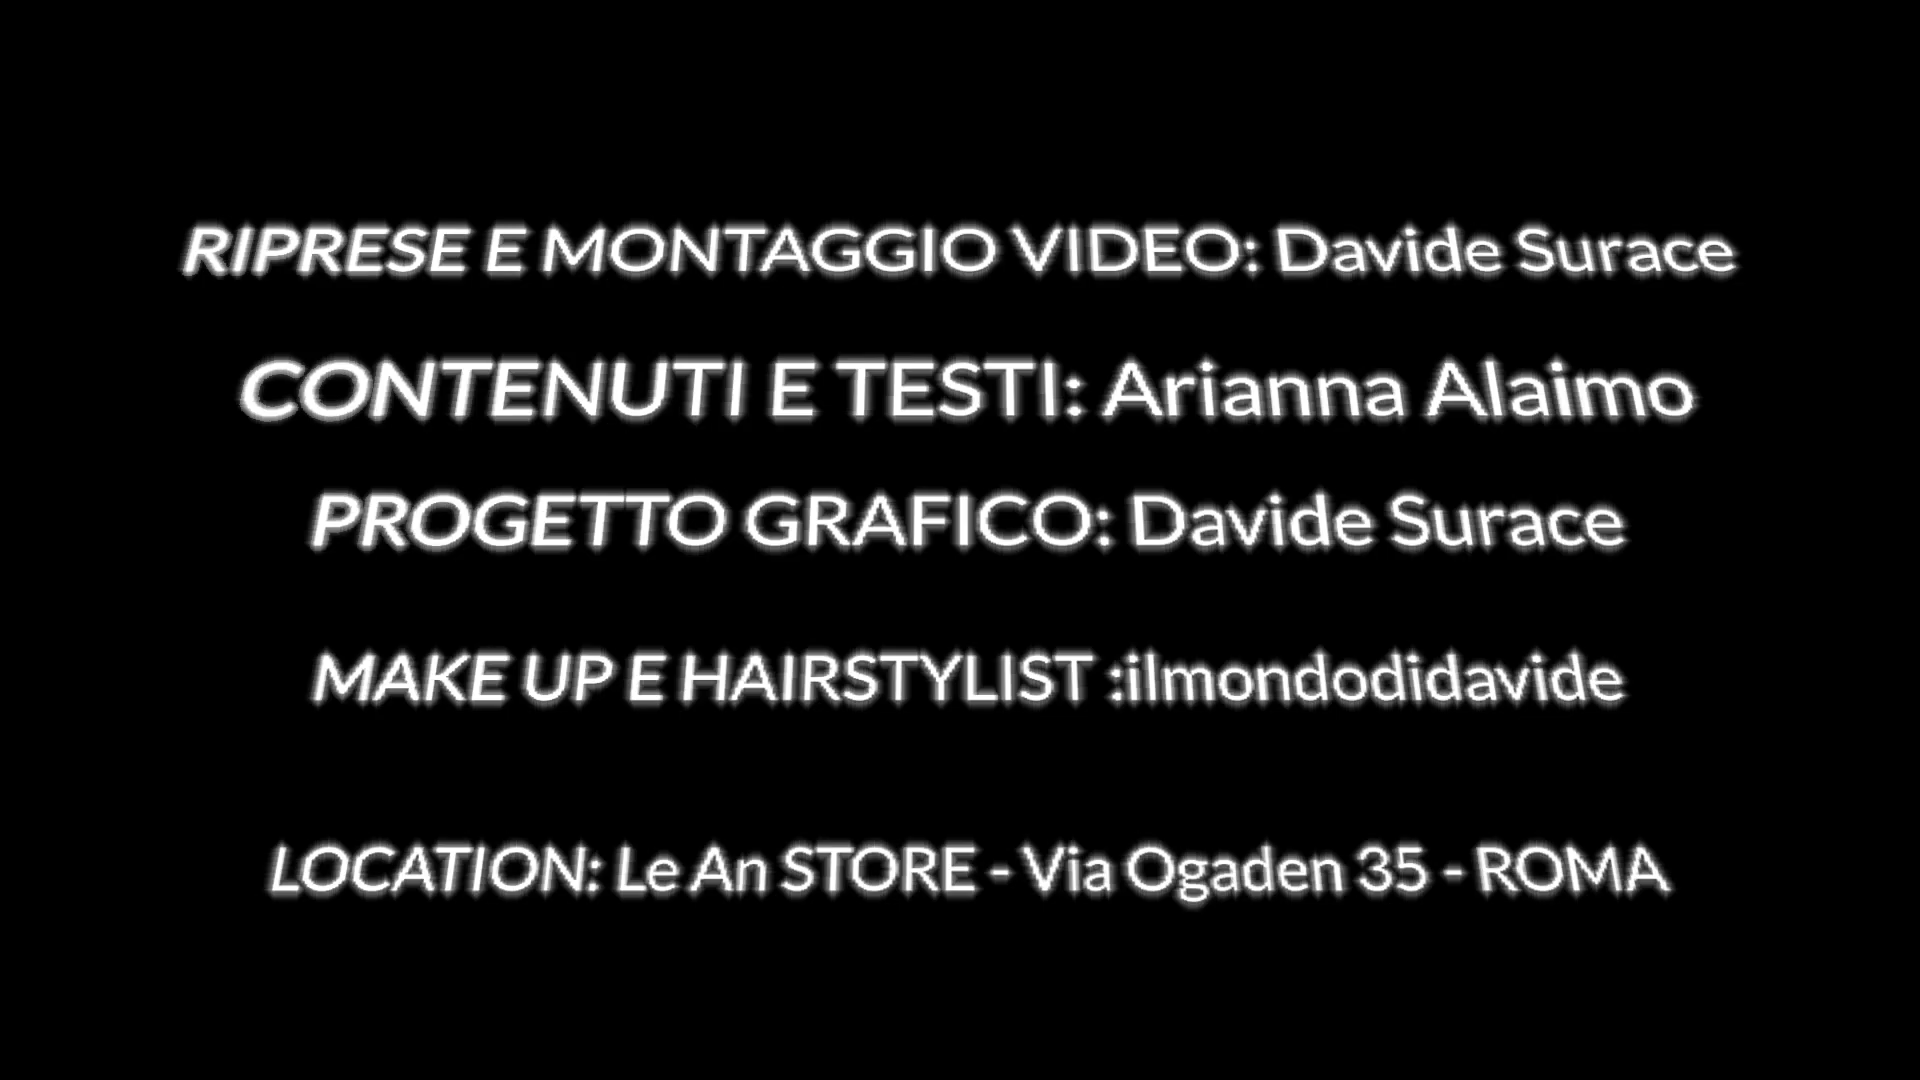 RIPRESE E MONTAGGIO VIDEO: Davide Surace
CONTENUTI E TESTI: Arianna Alaimo
PROGETTO GRAFICO: Davide Surace
MAKE UP E HAIRSTYLIST :ilmondodidavide
LOCATION: Le An STORE - Via Ogaden 35 - ROMA